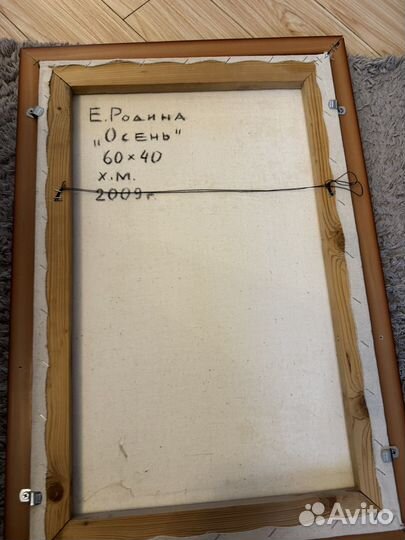 Е. Родина
„Осень"
60×40
х.м.
2009г.
Avito